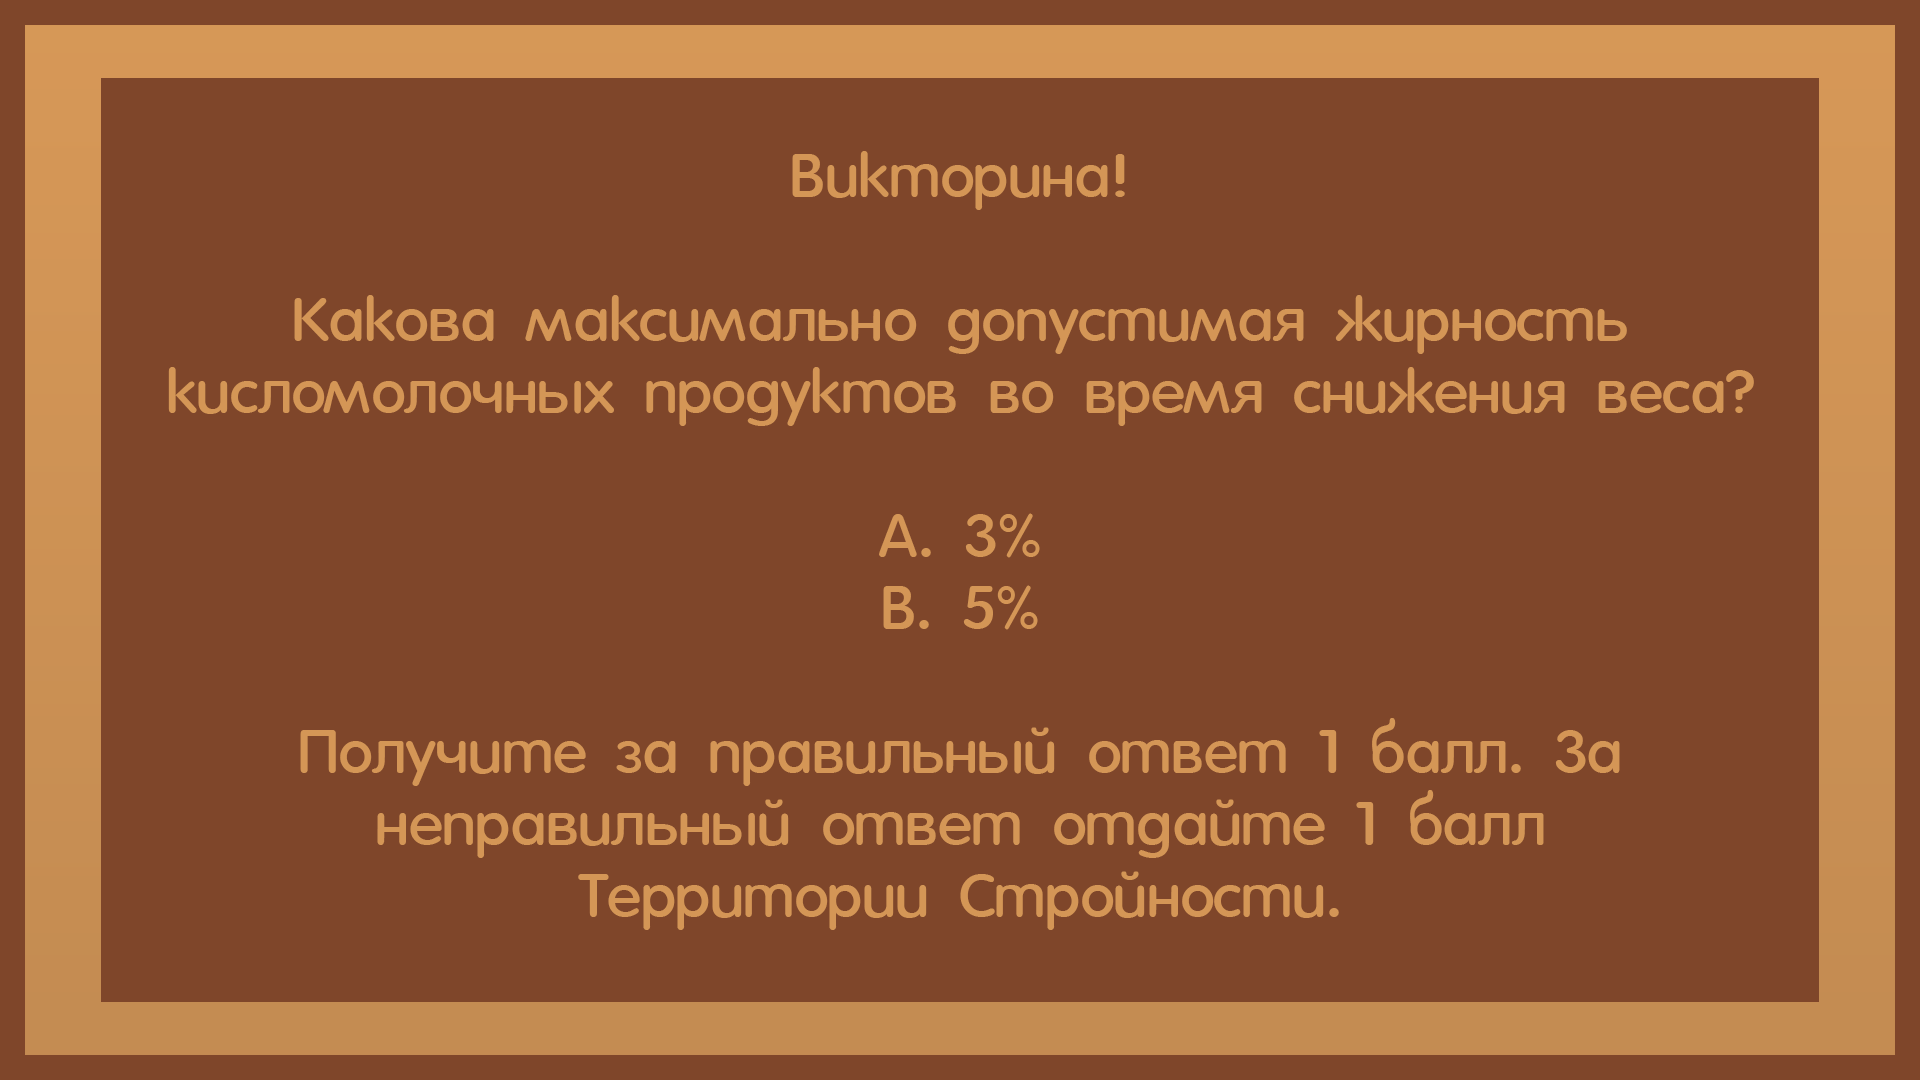 Викторина!
Какова максимально допустимая жирность
кисломолочных продуктов во время снижения веса?
А. 3%
В. 5%
Получите за правильный ответ 1 балл. За
неправильный ответ отдайте 1 балл
Территории Стройности.